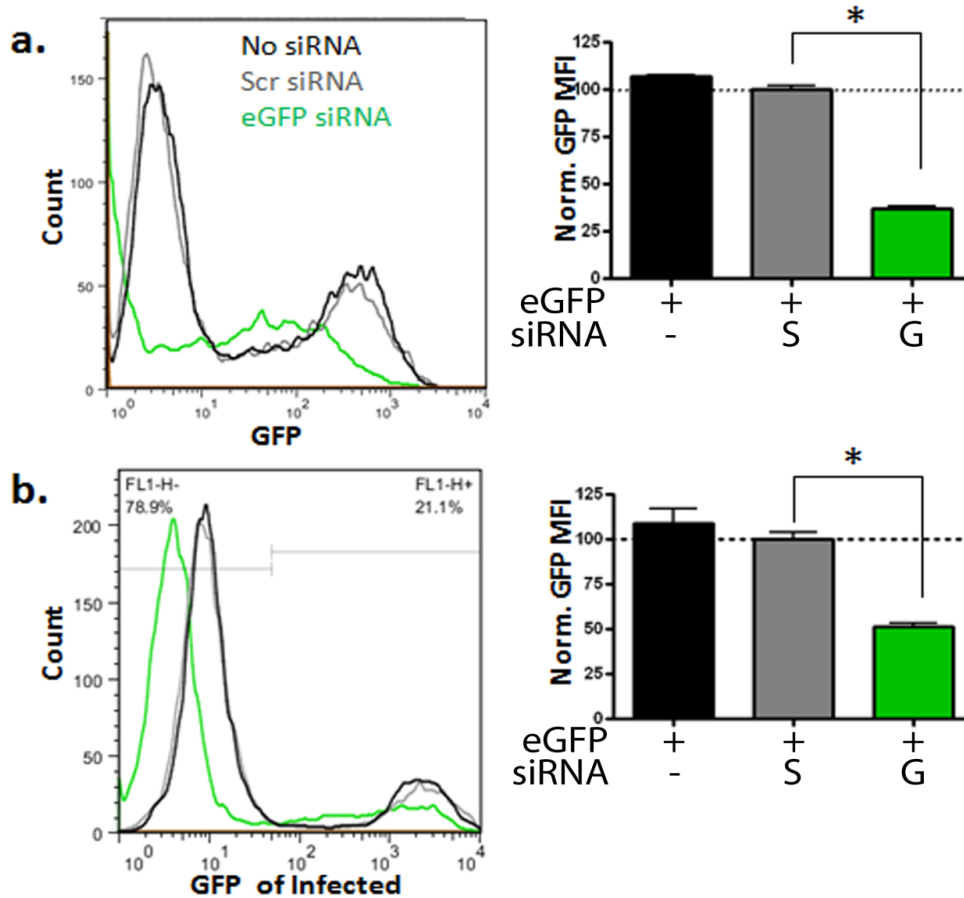 a.
No siRNA
Scr siRNA
eGFP siRNA
Count
150
100
50
0
10^0 10^1 10^2 10^3 10^4
GFP
*
Norm. GFP MFI
125
100
75
50
25
0
eGFP + + +
siRNA - S G
b.
FL1-H- FL1-H+
78.9% 21.1%
Count
200
150
100
50
0
10^0 10^1 10^2 10^3 10^4
GFP of Infected
*
Norm. GFP MFI
125
100
75
50
25
0
eGFP + + +
siRNA - S G